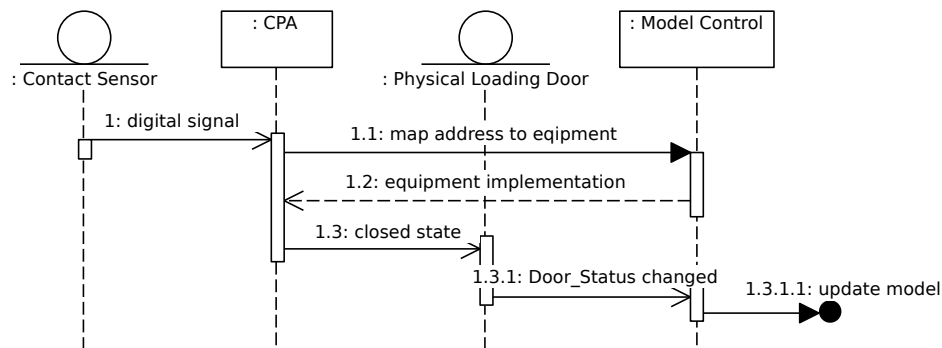 : CPA
: Model Control
: Contact Sensor
: Physical Loading Door
1: digital signal
1.1: map address to eqipment
1.2: equipment implementation
1.3: closed state
1.3.1: Door_Status changed
1.3.1.1: update model